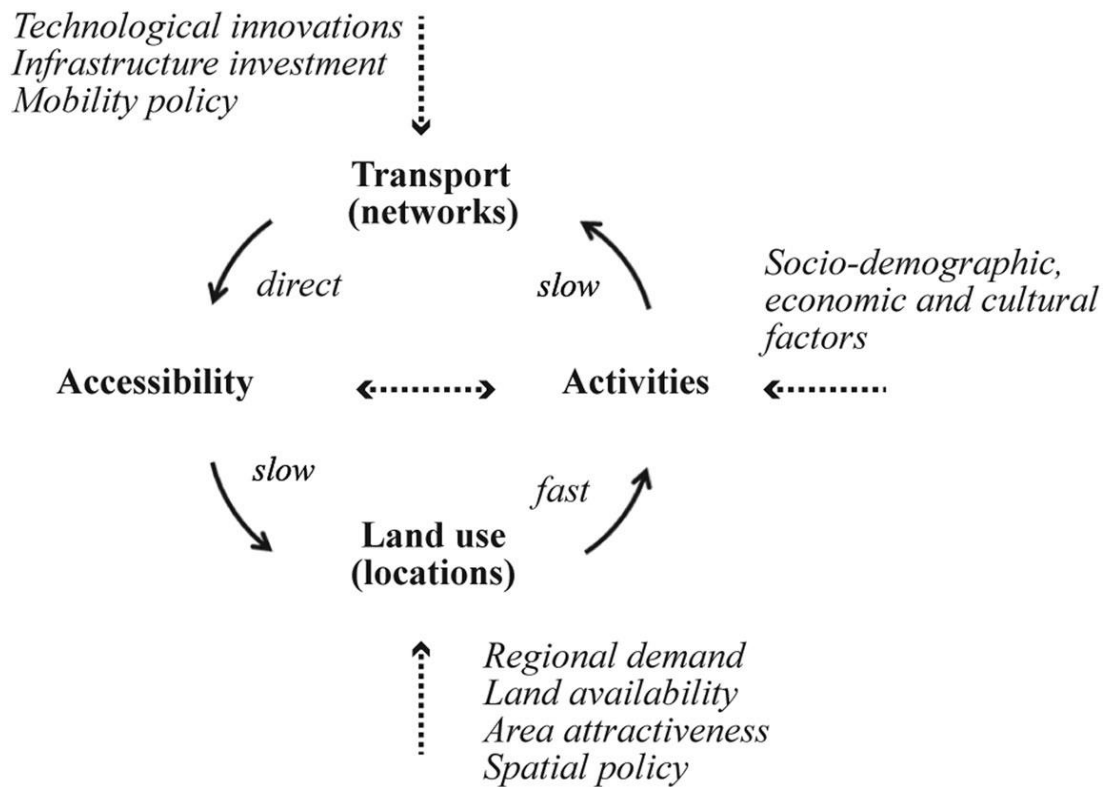 Technological innovations
Infrastructure investment
Mobility policy
Transport
(networks)
direct
slow
Socio-demographic,
economic and cultural
factors
Accessibility
Activities
slow
fast
Land use
(locations)
Regional demand
Land availability
Area attractiveness
Spatial policy